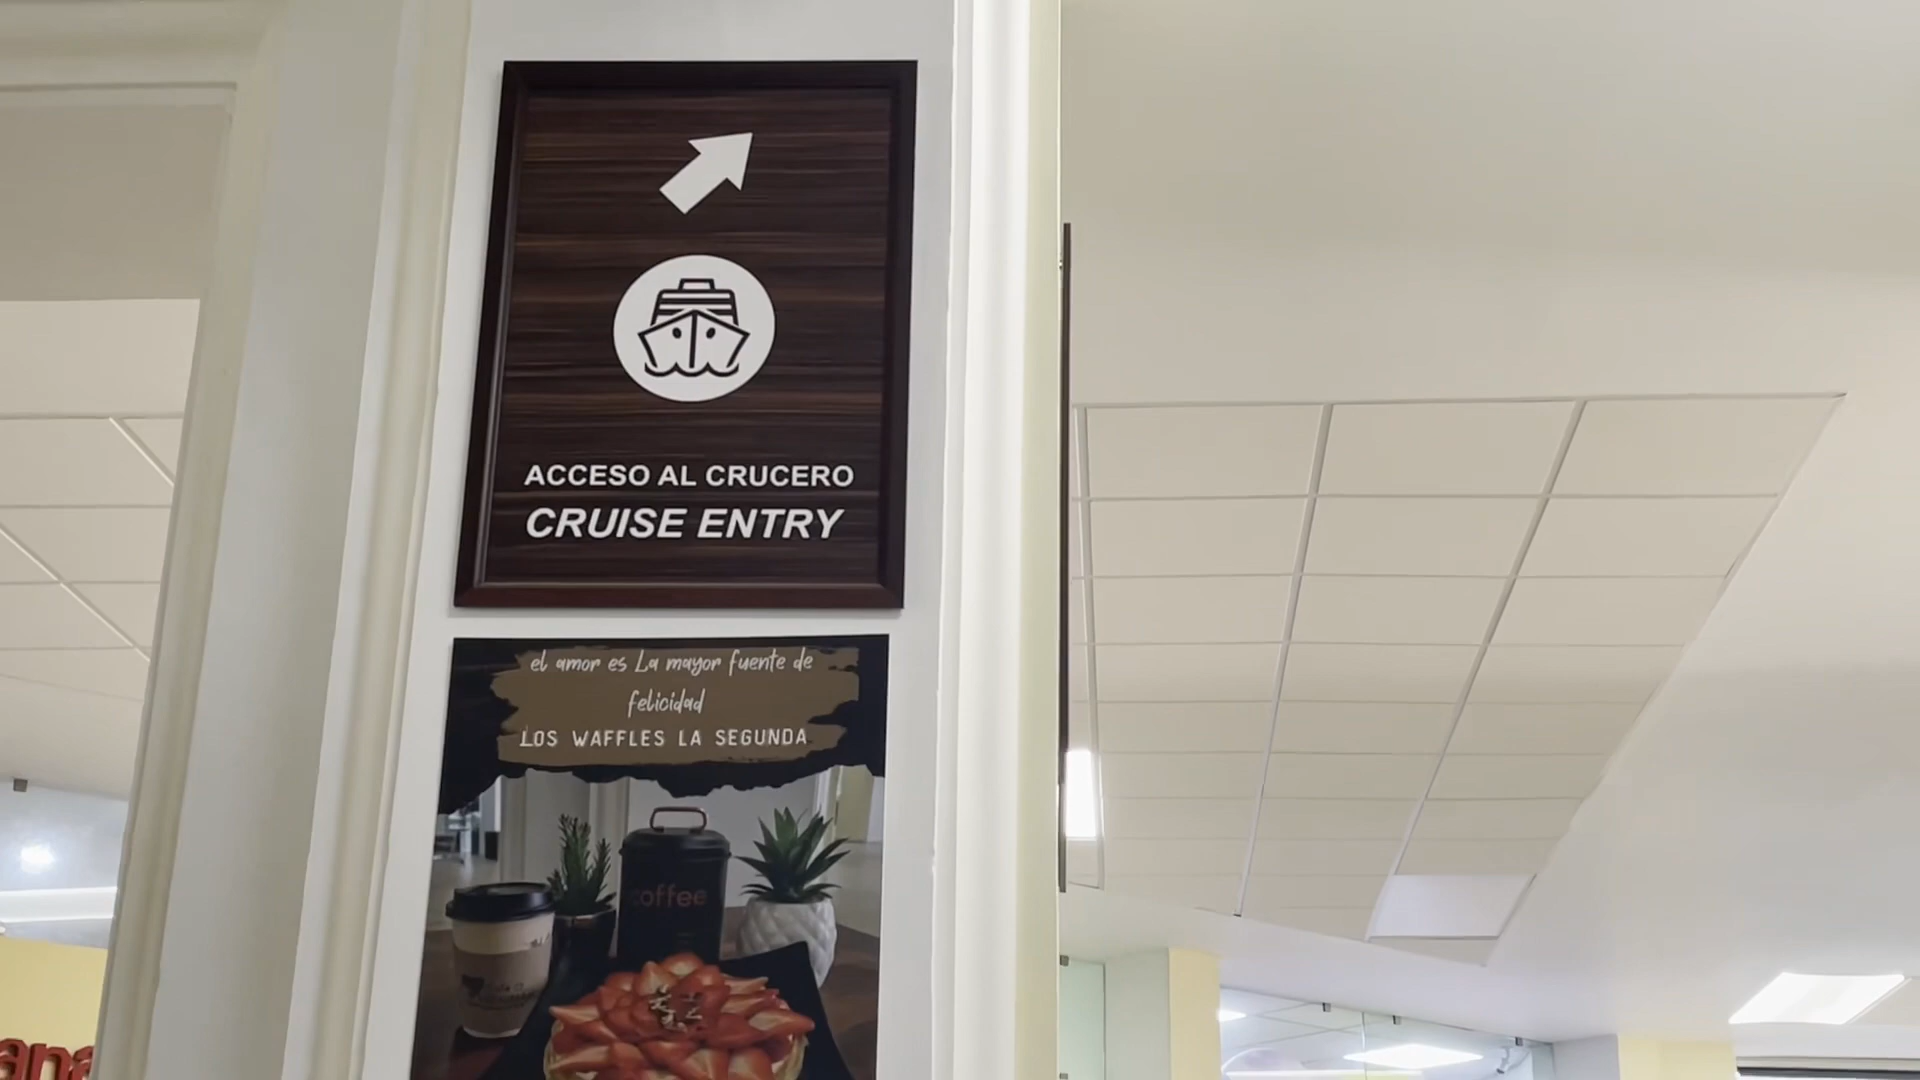 ACCESO AL CRUCERO
CRUISE ENTRY
el amor es La mayor fuente de
felicidad
LOS WAFFLES LA SEGUNDA
coffee